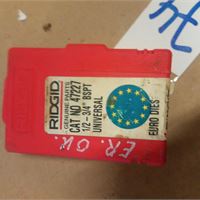 RIDGID
GENUINE PARTS
CAT NO 47227
1/2-3/4" BSPT
UNIVERSAL
EURO DIES
E.R. O.K.